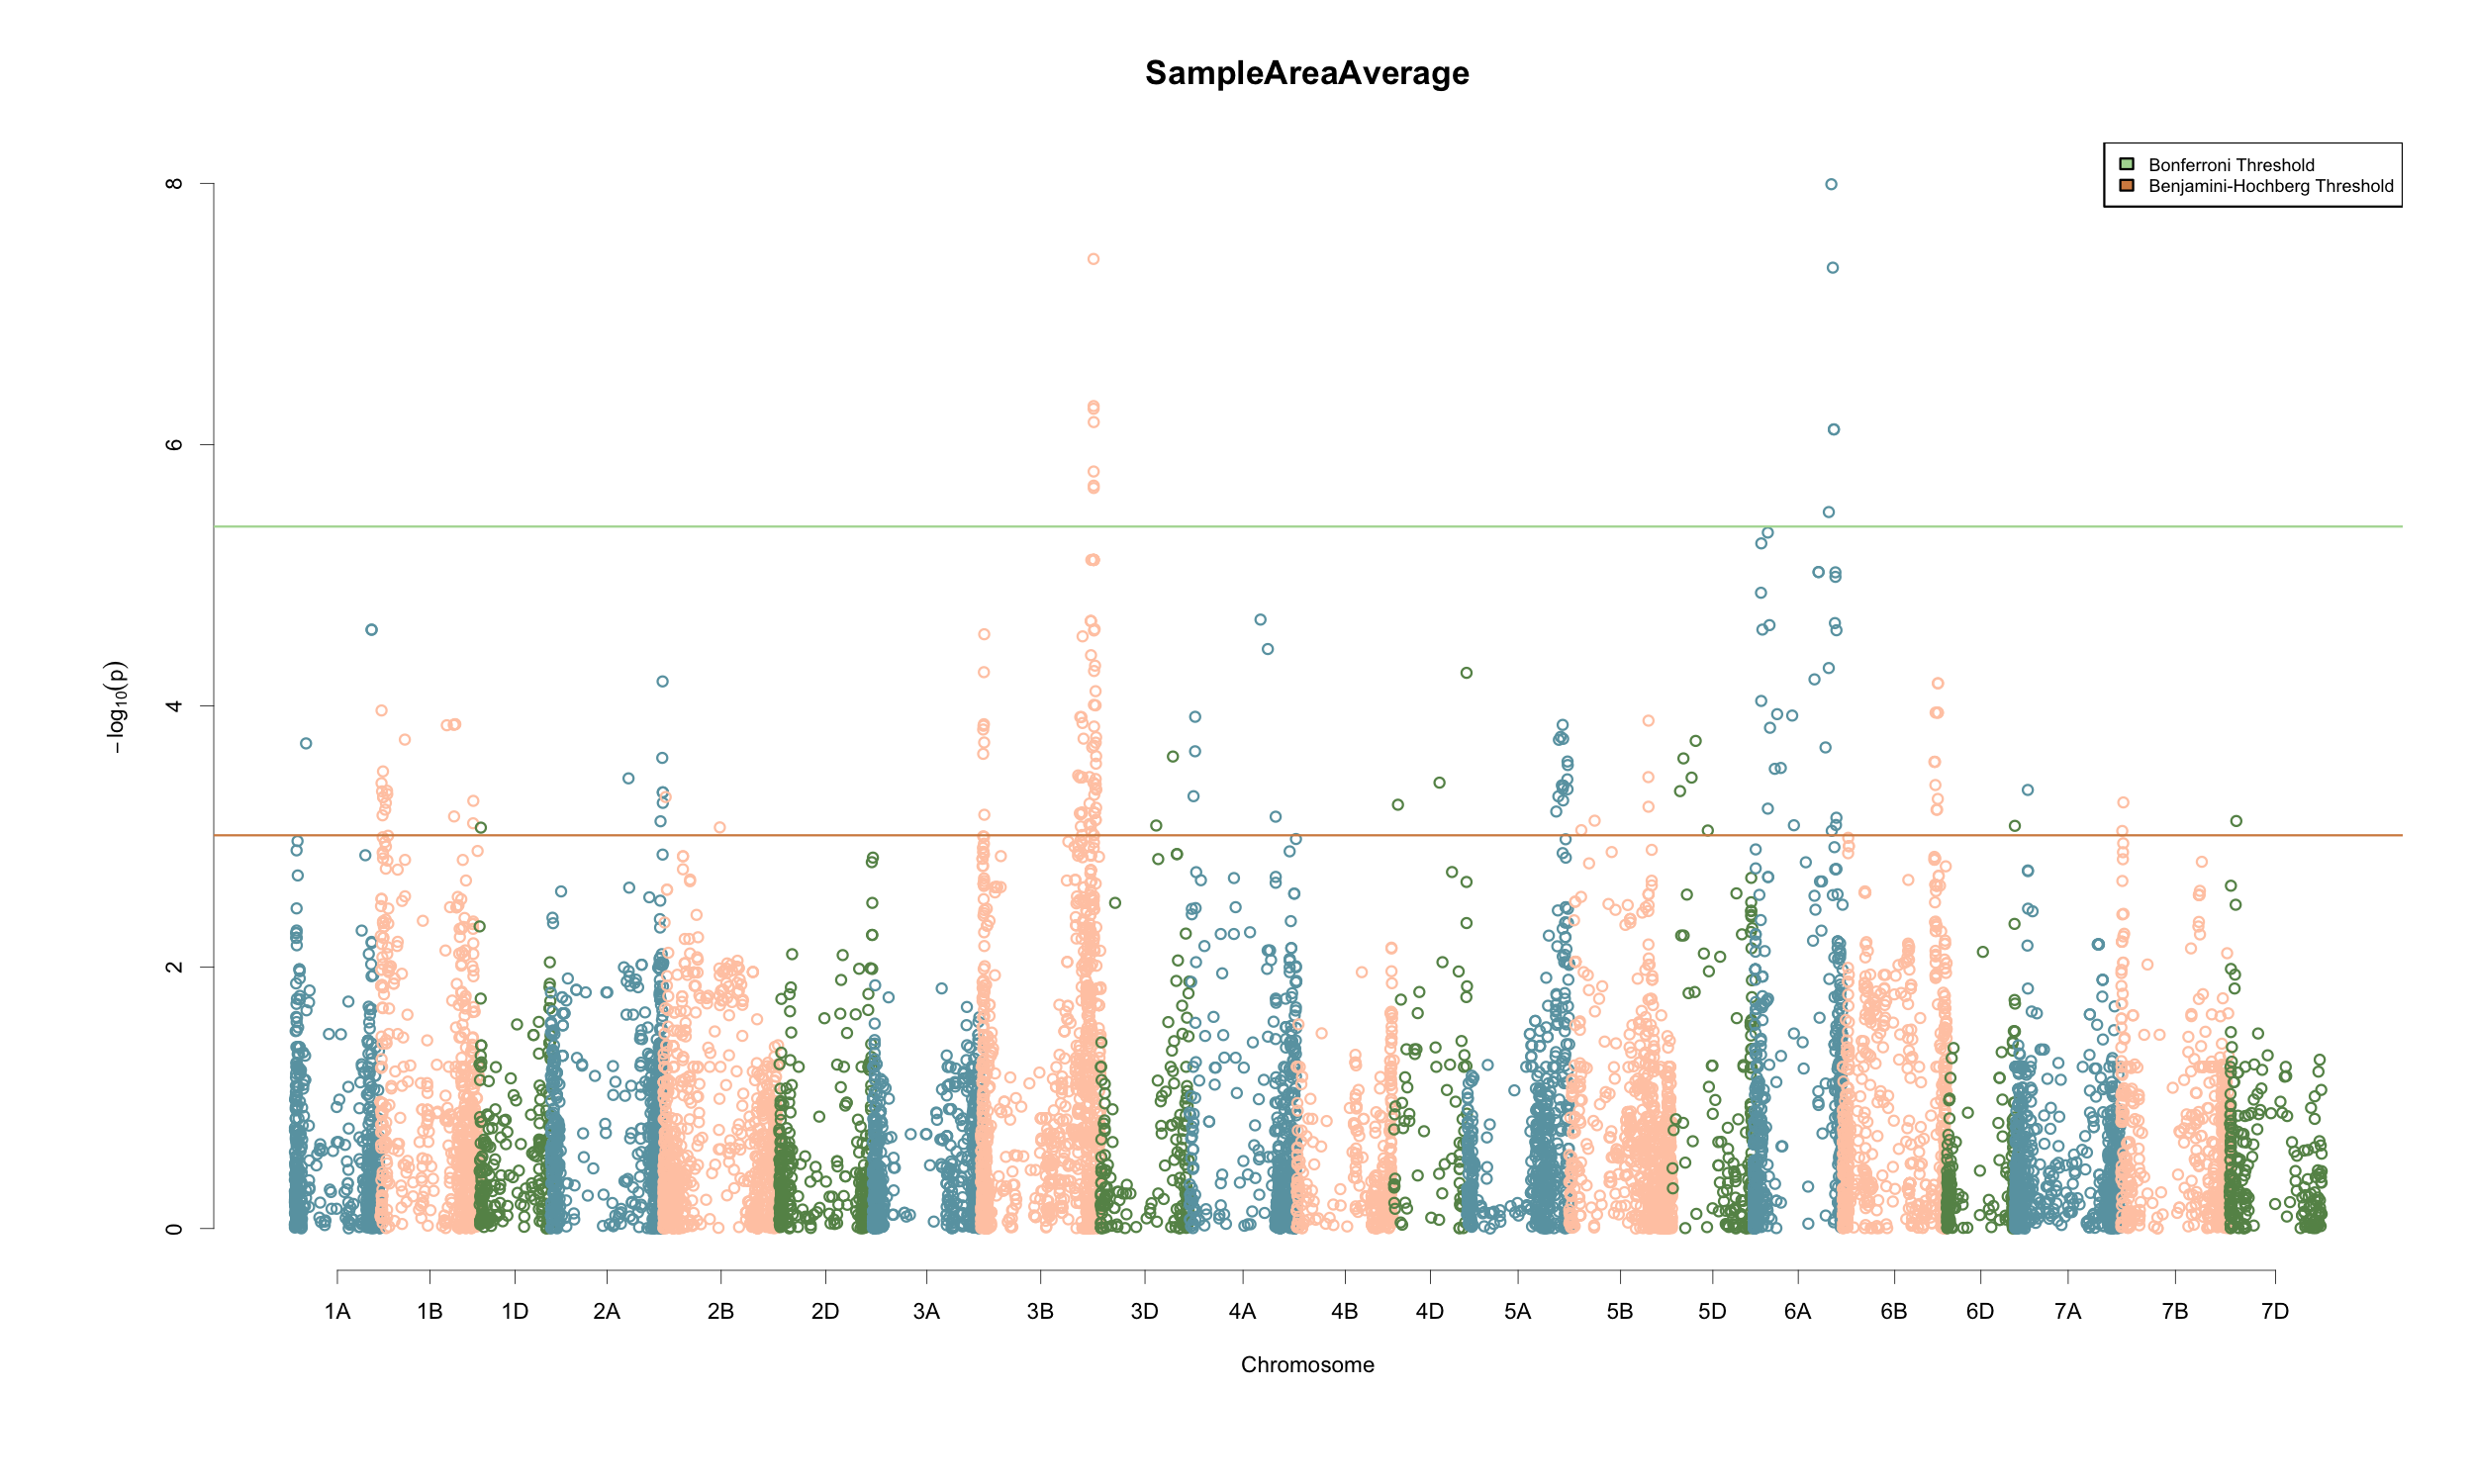 SampleAreaAverage
Bonferroni Threshold
Benjamini-Hochberg Threshold
8
6
4
2
0
−log10(p)
1A 1B 1D 2A 2B 2D 3A 3B 3D 4A 4B 4D 5A 5B 5D 6A 6B 6D 7A 7B 7D
Chromosome